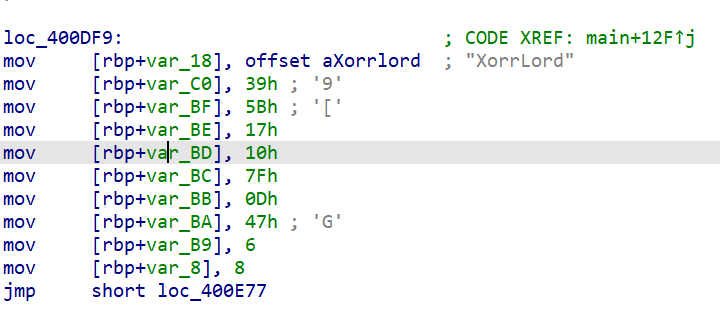 loc_400DF9: ; CODE XREF: main+12F↑j
mov [rbp+var_18], offset aXorrlord ; "XorrLord"
mov [rbp+var_C0], 39h ; '9'
mov [rbp+var_BF], 5Bh ; '['
mov [rbp+var_BE], 17h
mov [rbp+var_BD], 10h
mov [rbp+var_BC], 7Fh
mov [rbp+var_BB], 0Dh
mov [rbp+var_BA], 47h ; 'G'
mov [rbp+var_B9], 6
mov [rbp+var_8], 8
jmp short loc_400E77